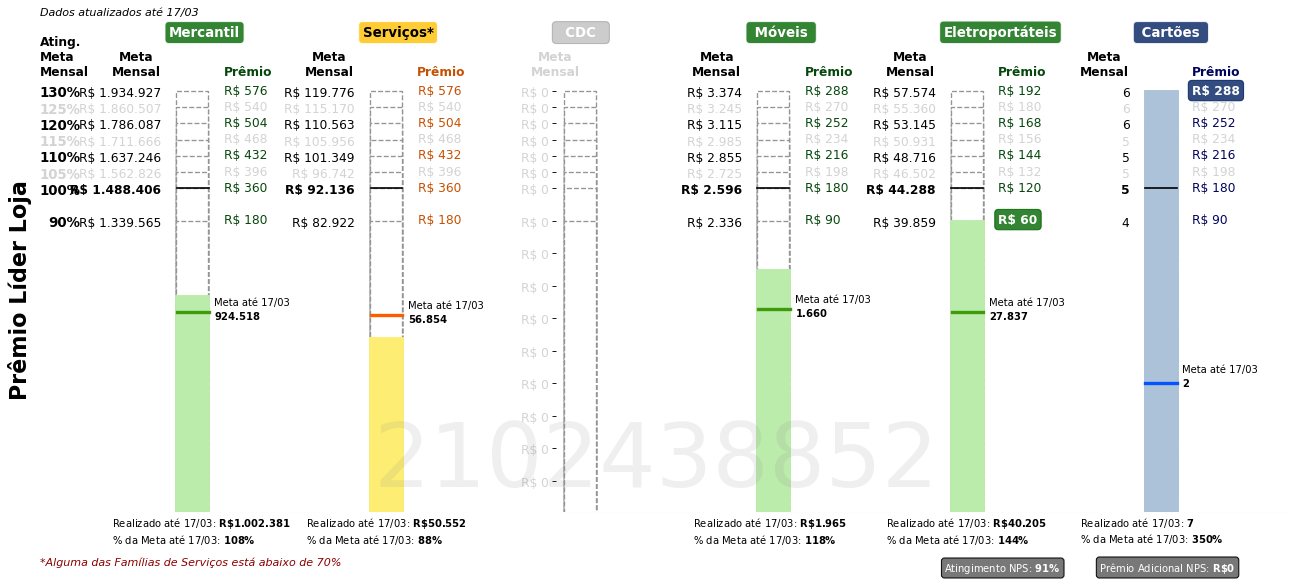 Dados atualizados até 17/03
Mercantil Serviços* CDC Móveis Eletroportáteis Cartões
Ating.
Meta Meta Meta Meta Meta Meta Meta
Mensal Mensal Prêmio Mensal Prêmio Mensal Mensal Prêmio Mensal Prêmio Mensal Prêmio
130% R$ 1.934.927 R$ 576 R$ 119.776 R$ 576 R$ 0 R$ 3.374 R$ 288 R$ 57.574 R$ 192 6 R$ 288
125% R$ 1.860.507 R$ 540 R$ 115.170 R$ 540 R$ 0 R$ 3.245 R$ 270 R$ 55.360 R$ 180 6 R$ 270
120% R$ 1.786.087 R$ 504 R$ 110.563 R$ 504 R$ 0 R$ 3.115 R$ 252 R$ 53.145 R$ 168 6 R$ 252
115% R$ 1.711.666 R$ 468 R$ 105.956 R$ 468 R$ 0 R$ 2.985 R$ 234 R$ 50.931 R$ 156 5 R$ 234
110% R$ 1.637.246 R$ 432 R$ 101.349 R$ 432 R$ 0 R$ 2.855 R$ 216 R$ 48.716 R$ 144 5 R$ 216
105% R$ 1.562.826 R$ 396 R$ 96.742 R$ 396 R$ 0 R$ 2.725 R$ 198 R$ 46.502 R$ 132 5 R$ 198
100% R$ 1.488.406 R$ 360 R$ 92.136 R$ 360 R$ 0 R$ 2.596 R$ 180 R$ 44.288 R$ 120 5 R$ 180
90% R$ 1.339.565 R$ 180 R$ 82.922 R$ 180 R$ 0 R$ 2.336 R$ 90 R$ 39.859 R$ 60 4 R$ 90
R$ 0
R$ 0
R$ 0
R$ 0
R$ 0
R$ 0
R$ 0
R$ 0
Prêmio Líder Loja
Meta até 17/03
924.518
Meta até 17/03
56.854
Meta até 17/03
1.660
Meta até 17/03
27.837
Meta até 17/03
2
2102438852
Realizado até 17/03: R$1.002.381 Realizado até 17/03: R$50.552 Realizado até 17/03: R$1.965 Realizado até 17/03: R$40.205 Realizado até 17/03: 7
% da Meta até 17/03: 108% % da Meta até 17/03: 88% % da Meta até 17/03: 118% % da Meta até 17/03: 144% % da Meta até 17/03: 350%
*Alguma das Famílias de Serviços está abaixo de 70%
Atingimento NPS: 91% Prêmio Adicional NPS: R$0